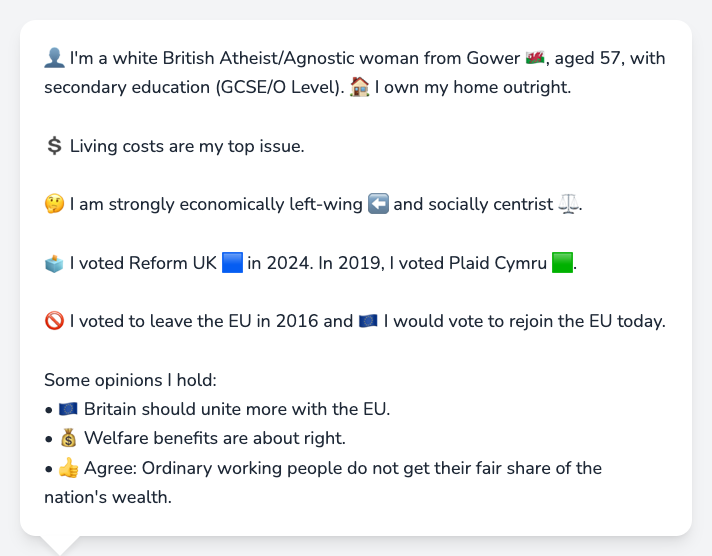 👤 I'm a white British Atheist/Agnostic woman from Gower 🏴󠁧󠁢󠁷󠁬󠁳󠁿, aged 57, with
secondary education (GCSE/O Level). 🏠 I own my home outright.
💲 Living costs are my top issue.
🤔 I am strongly economically left-wing ⬅️ and socially centrist ⚖️.
🗳️ I voted Reform UK 🟦 in 2024. In 2019, I voted Plaid Cymru 🟩.
🚫 I voted to leave the EU in 2016 and 🇪🇺 I would vote to rejoin the EU today.
Some opinions I hold:
• 🇪🇺 Britain should unite more with the EU.
• 💰 Welfare benefits are about right.
• 👍 Agree: Ordinary working people do not get their fair share of the
nation's wealth.